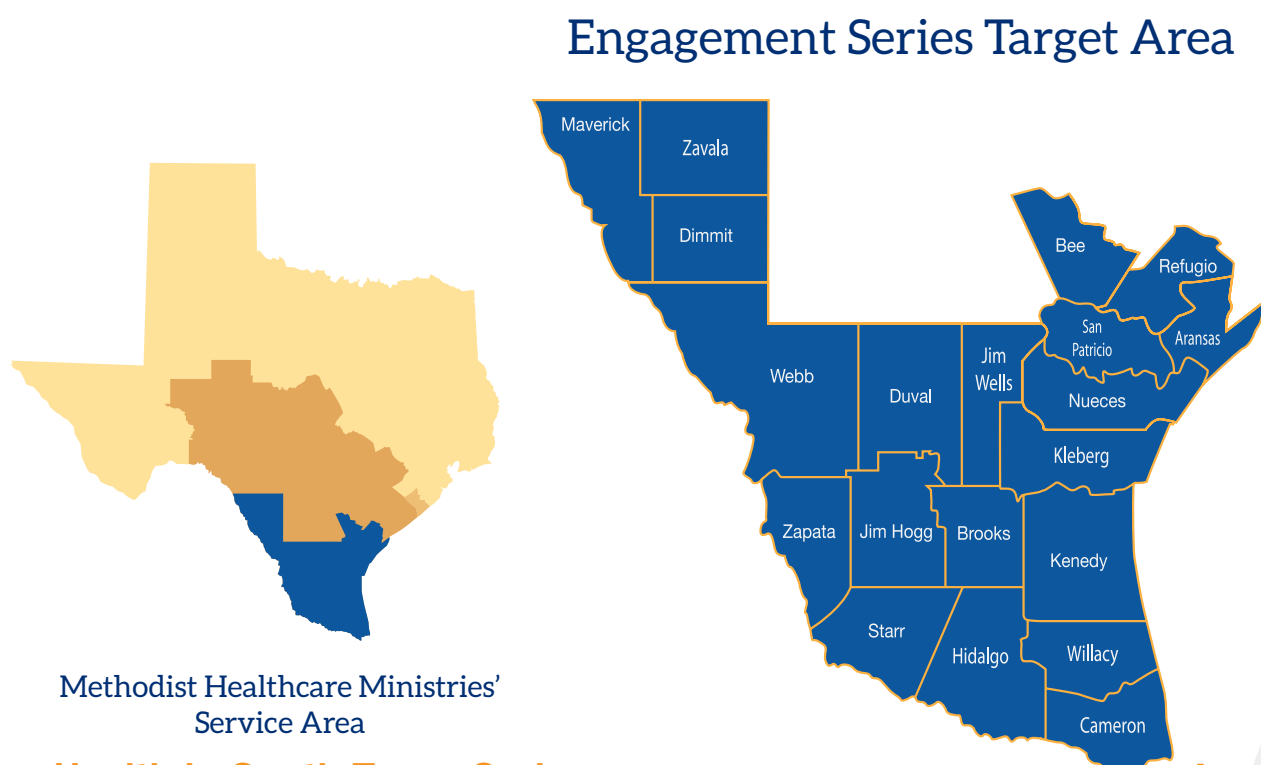 Engagement Series Target Area
Maverick
Zavala
Dimmit
Bee
Refugio
San
Patricio
Aransas
Jim
Wells
Webb
Duval
Nueces
Kleberg
Zapata
Jim Hogg
Brooks
Kenedy
Starr
Hidalgo
Willacy
Cameron
Methodist Healthcare Ministries’
Service Area